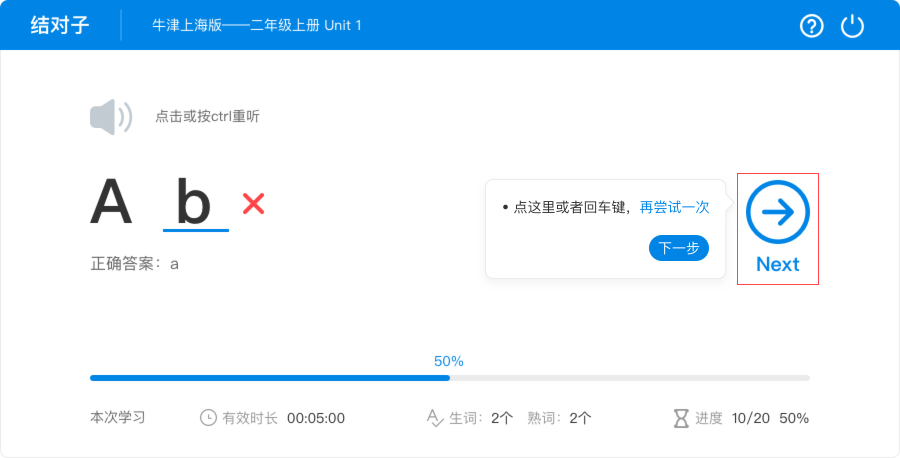 结对子 牛津上海版——二年级上册 Unit 1
点击或按ctrl重听
A b
正确答案：a
• 点这里或者回车键，再尝试一次
下一步
Next
50%
本次学习 有效时长 00:05:00 生词：2个 熟词：2个 进度 10/20 50%